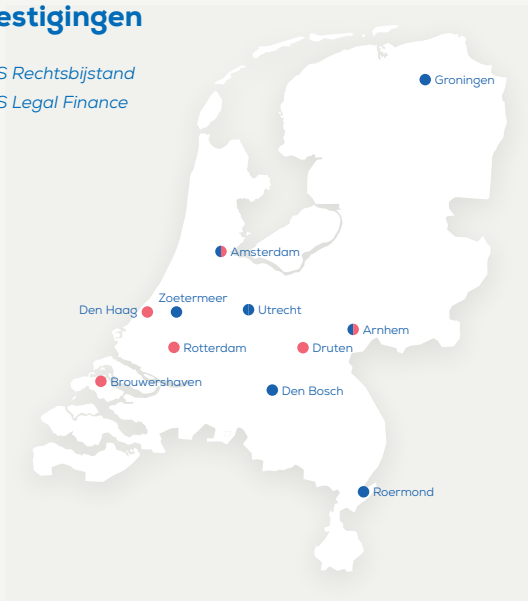 estigingen
S Rechtsbijstand
S Legal Finance
Groningen
Amsterdam
Zoetermeer
Den Haag
Utrecht
Arnhem
Rotterdam
Druten
Brouwershaven
Den Bosch
Roermond